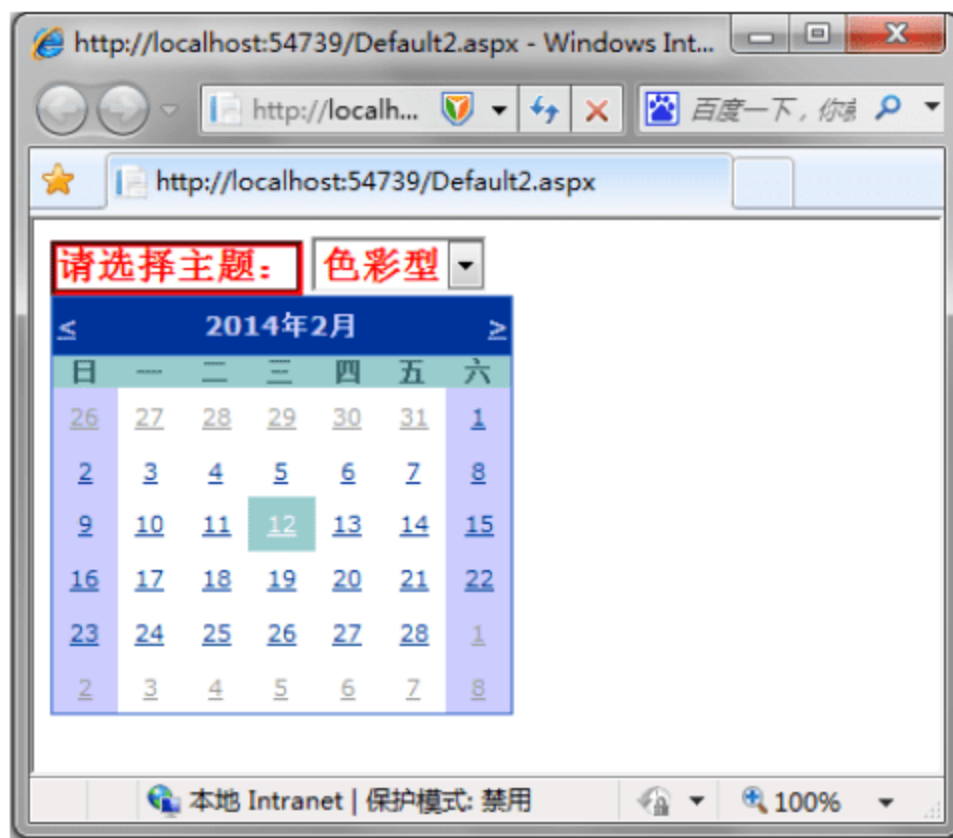 http://localhost:54739/Default2.aspx - Windows Int...
http://localh...
百度一下，你
http://localhost:54739/Default2.aspx
请选择主题： 色彩型
≤ 2014年2月 ≥
日 一 二 三 四 五 六
26 27 28 29 30 31 1
2 3 4 5 6 7 8
9 10 11 12 13 14 15
16 17 18 19 20 21 22
23 24 25 26 27 28 1
2 3 4 5 6 7 8
本地 Intranet | 保护模式: 禁用
100%